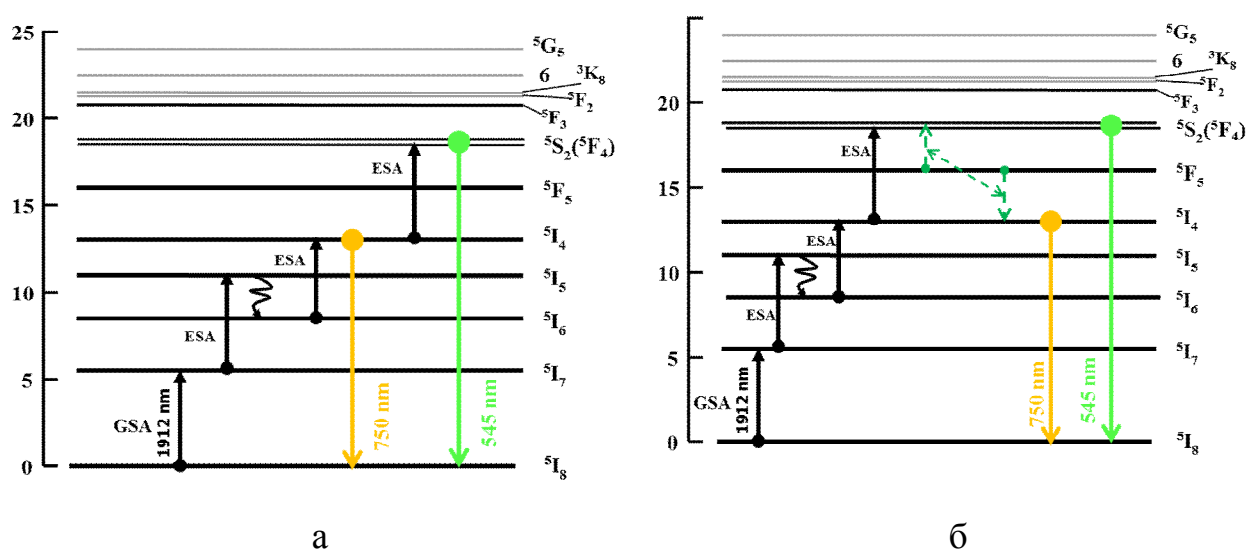 25
20
15
10
5
0
⁵G₅
6 ³K₈
⁵F₂
⁵F₃
⁵S₂(⁵F₄)
⁵F₅
⁵I₄
⁵I₅
⁵I₆
⁵I₇
⁵I₈
ESA
ESA
ESA
GSA
1912 nm
750 nm
545 nm
а
20
15
10
5
0
⁵G₅
6 ³K₈
⁵F₂
⁵F₃
⁵S₂(⁵F₄)
⁵F₅
⁵I₄
⁵I₅
⁵I₆
⁵I₇
⁵I₈
ESA
ESA
ESA
GSA
1912 nm
750 nm
545 nm
б